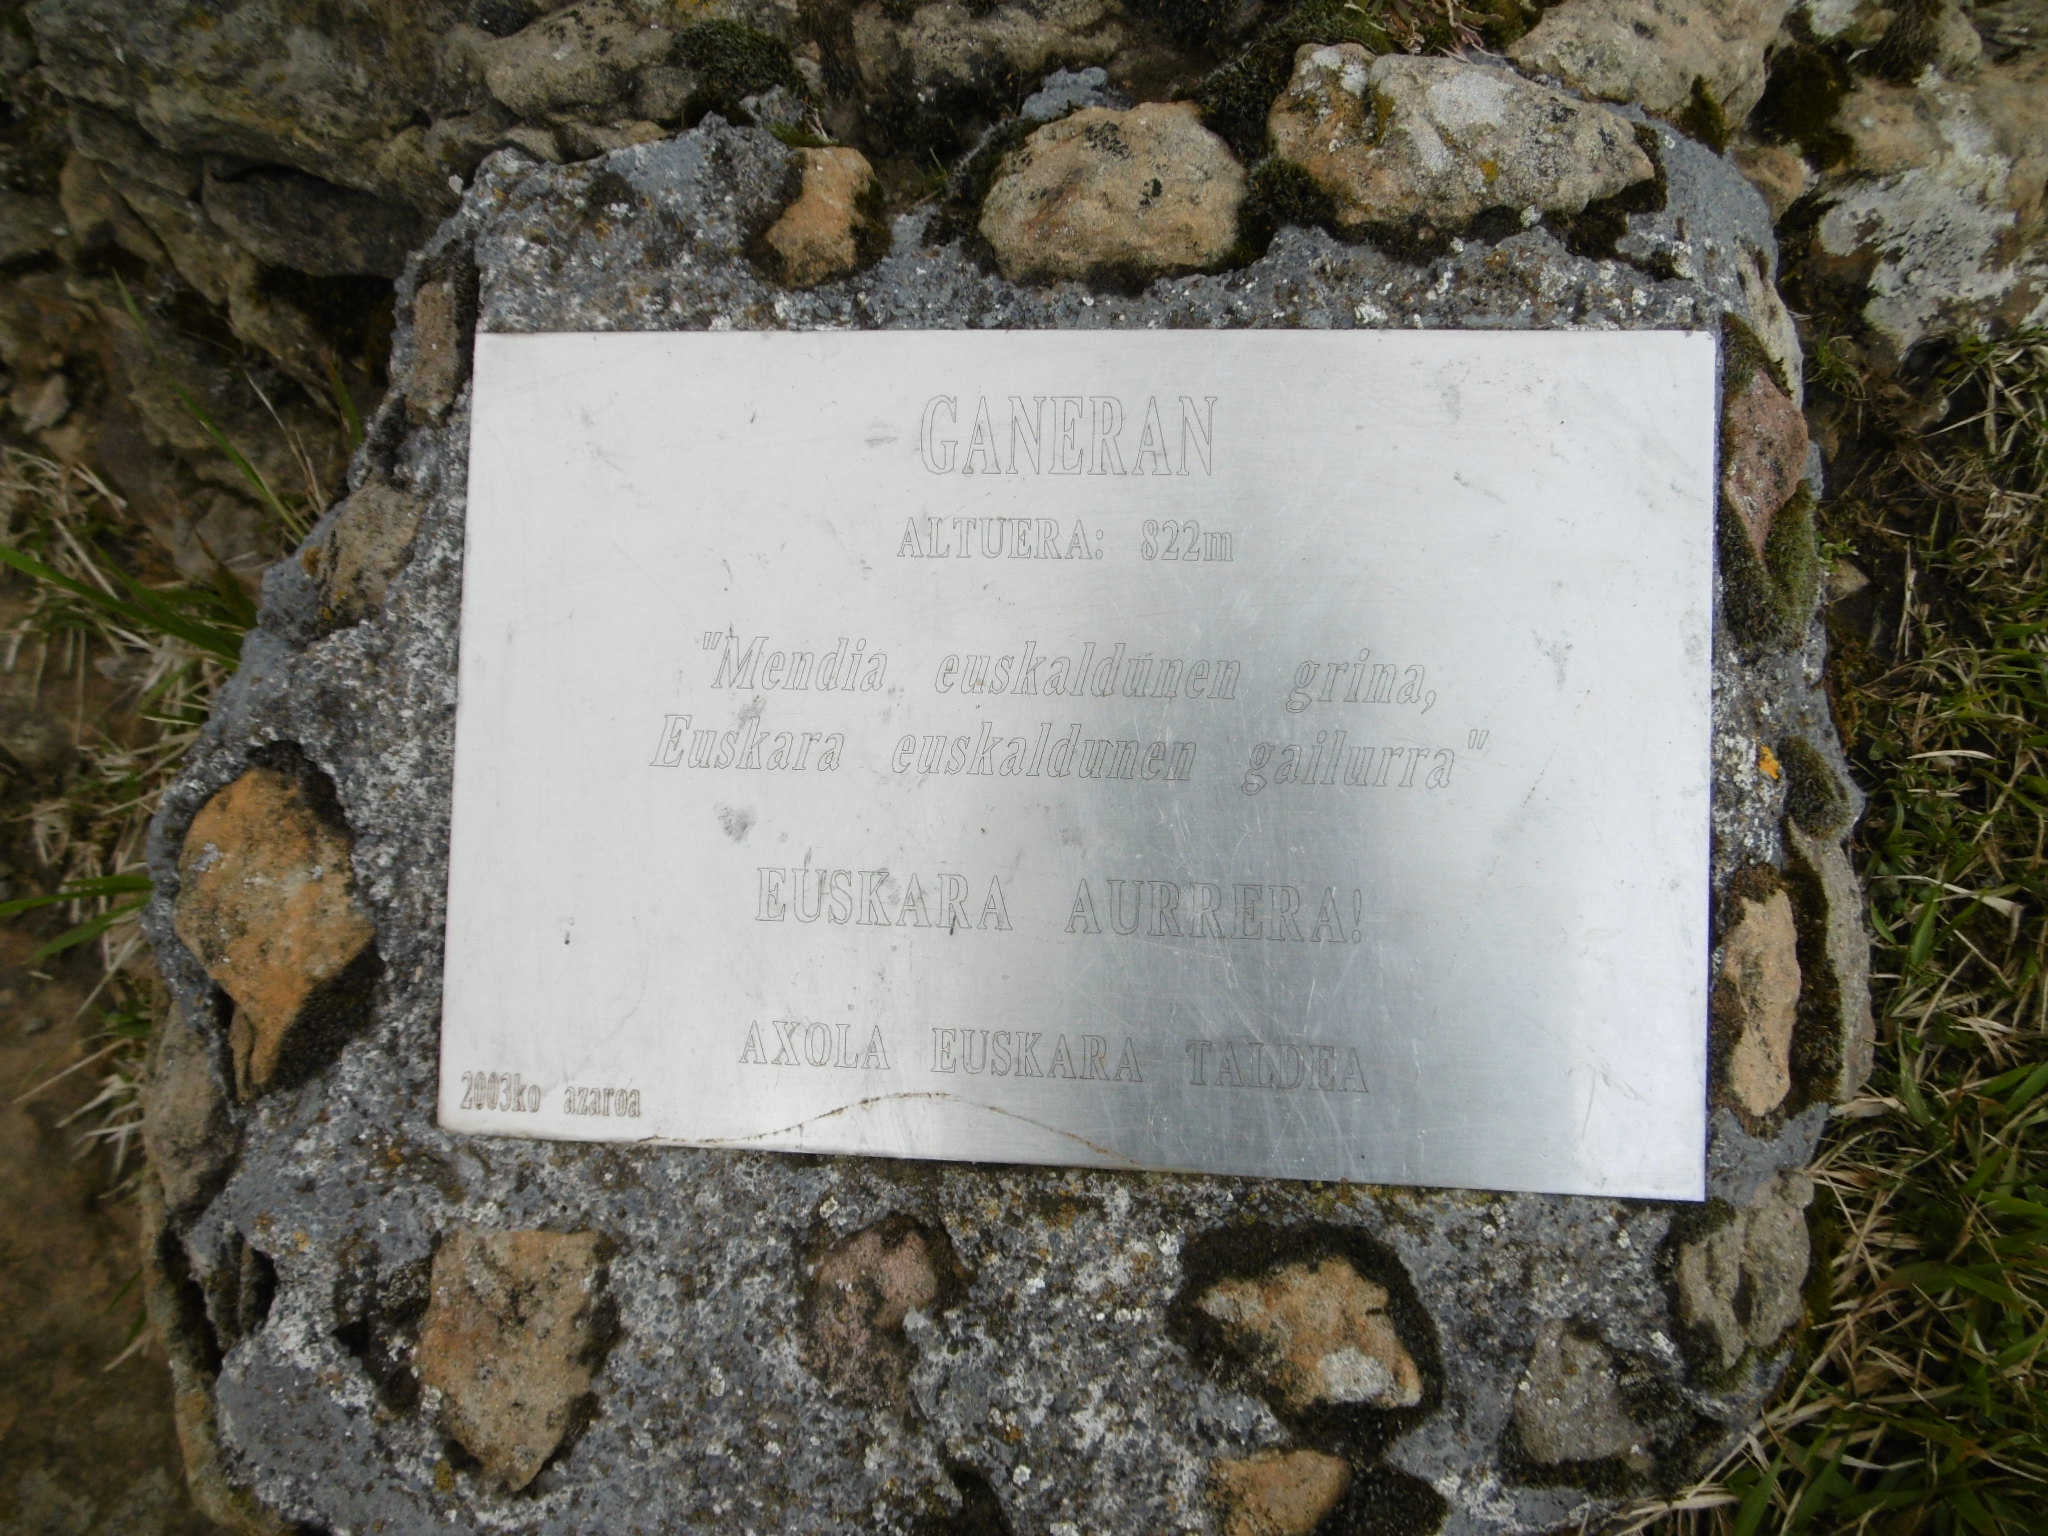 GANERAN
ALTUERA: 822m
"Mendia euskaldunen grina,
Euskara euskaldunen gailurra"
EUSKARA AURRERA!
AXOLA EUSKARA TALDEA
2003ko azaroa